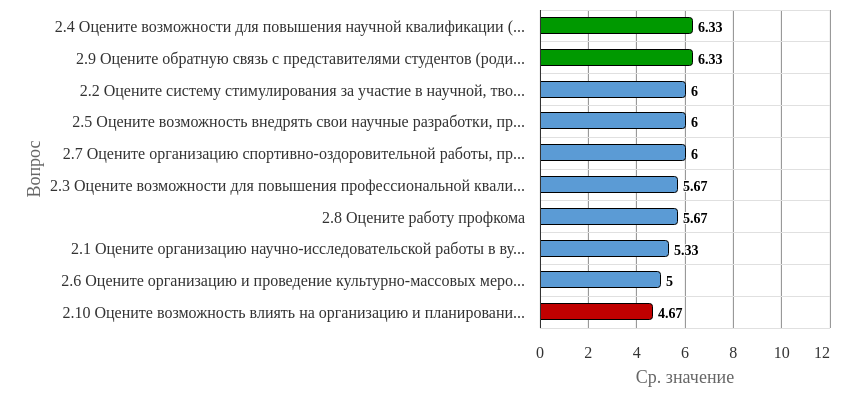 2.4 Оцените возможности для повышения научной квалификации (... 6.33
2.9 Оцените обратную связь с представителями студентов (роди... 6.33
2.2 Оцените систему стимулирования за участие в научной, тво... 6
2.5 Оцените возможность внедрять свои научные разработки, пр... 6
2.7 Оцените организацию спортивно-оздоровительной работы, пр... 6
2.3 Оцените возможности для повышения профессиональной квали... 5.67
2.8 Оцените работу профкома 5.67
2.1 Оцените организацию научно-исследовательской работы в ву... 5.33
2.6 Оцените организацию и проведение культурно-массовых меро... 5
2.10 Оцените возможность влиять на организацию и планировани... 4.67
Вопрос
0 2 4 6 8 10 12
Ср. значение